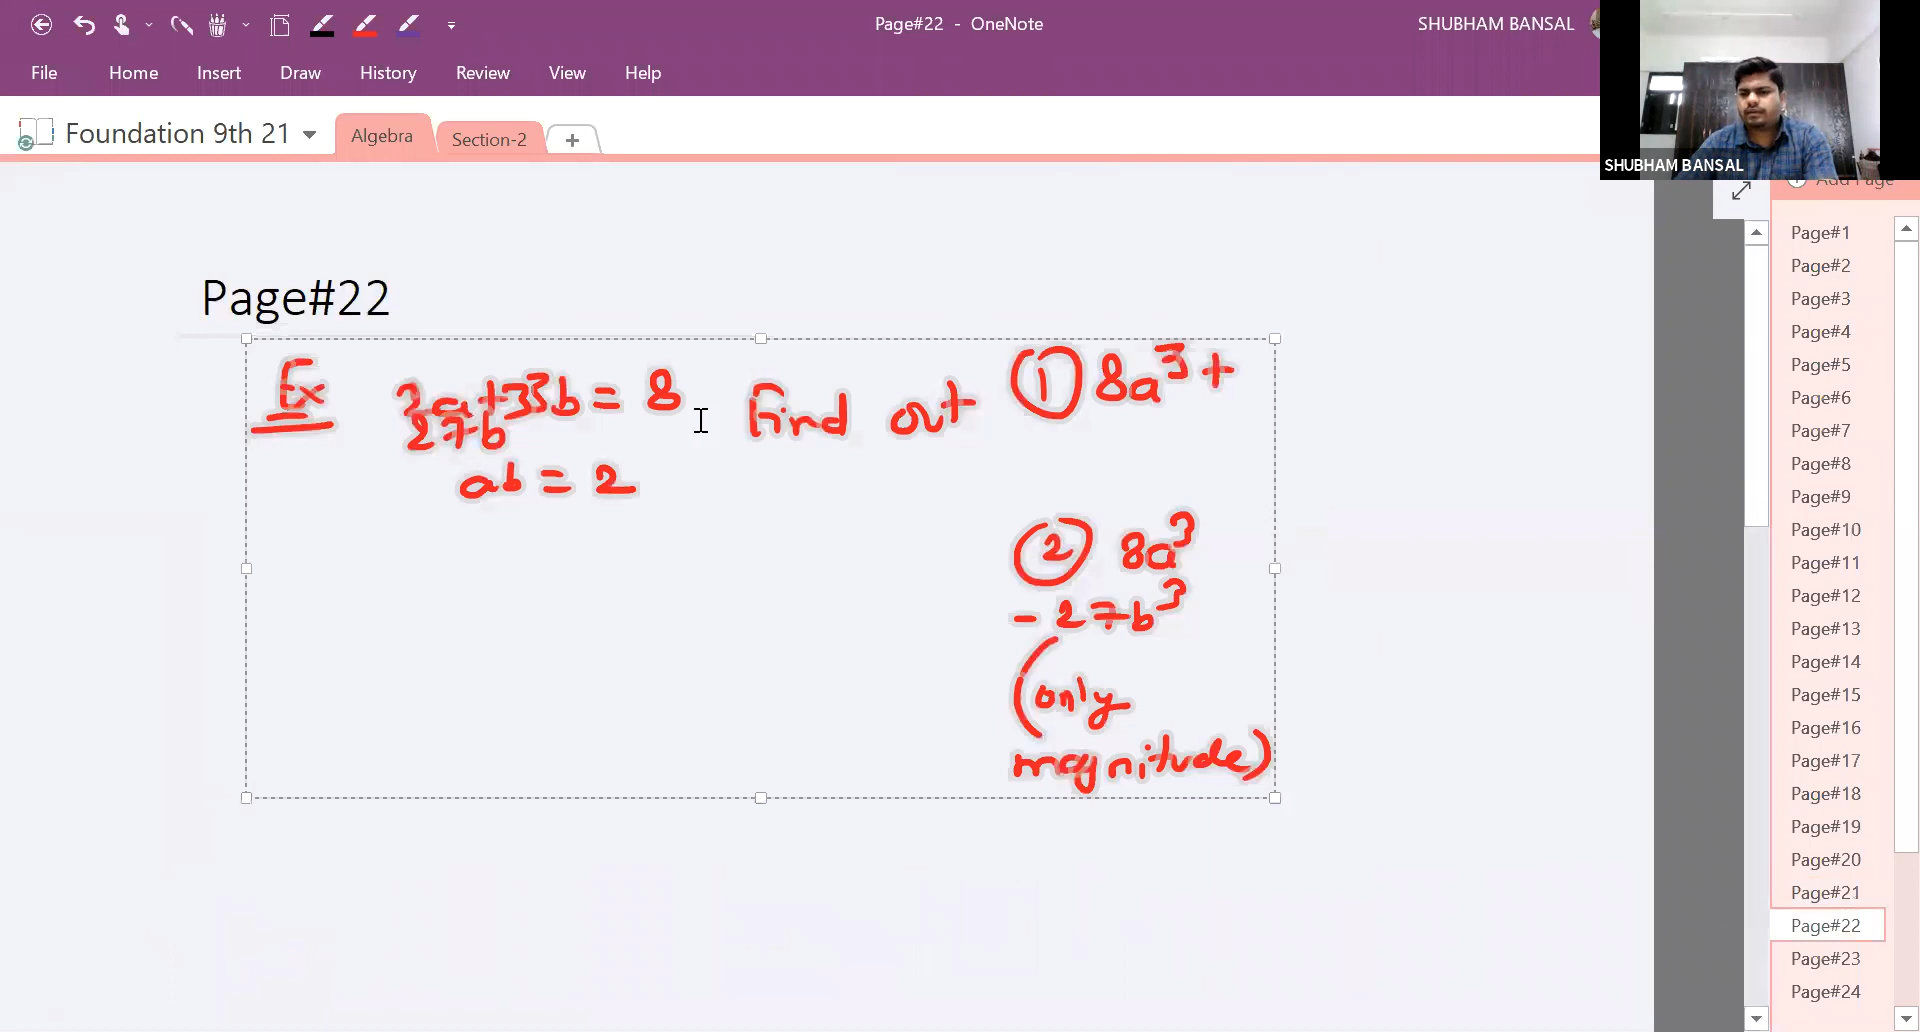 Page#22 - OneNote
SHUBHAM BANSAL
File Home Insert Draw History Review View Help
SHUBHAM BANSAL
Foundation 9th 21
Algebra
Section-2
+
Add Page
Page#22
Ex
= 8
27b
ab = 2
Find out
① 8a³ +
② 8a³
- 27b³
(only
magnitude)
Page#1
Page#2
Page#3
Page#4
Page#5
Page#6
Page#7
Page#8
Page#9
Page#10
Page#11
Page#12
Page#13
Page#14
Page#15
Page#16
Page#17
Page#18
Page#19
Page#20
Page#21
Page#22
Page#23
Page#24